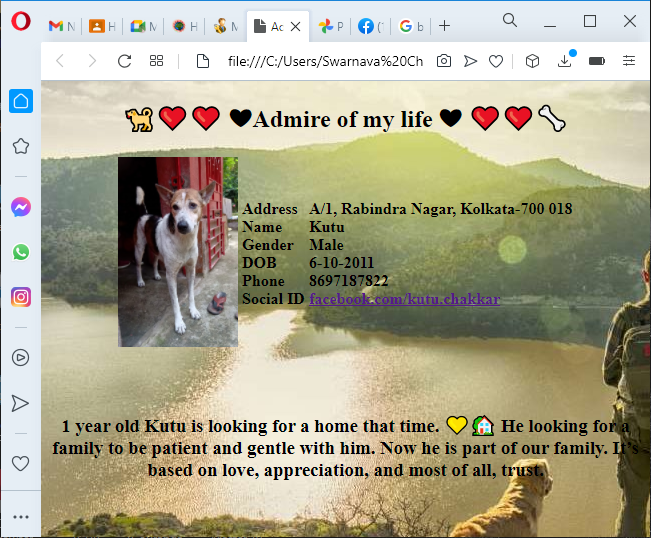 N
H
M
H
M
Ac
P
(1
b
file:///C:/Users/Swarnava%20Ch
🐕❤️❤️ 🖤Admire of my life 🖤 ❤️❤️🦴
Address A/1, Rabindra Nagar, Kolkata-700 018
Name Kutu
Gender Male
DOB 6-10-2011
Phone 8697187822
Social ID facebook.com/kutu.chakkar
1 year old Kutu is looking for a home that time. 💛🏡 He looking for a
family to be patient and gentle with him. Now he is part of our family. It's
based on love, appreciation, and most of all, trust.